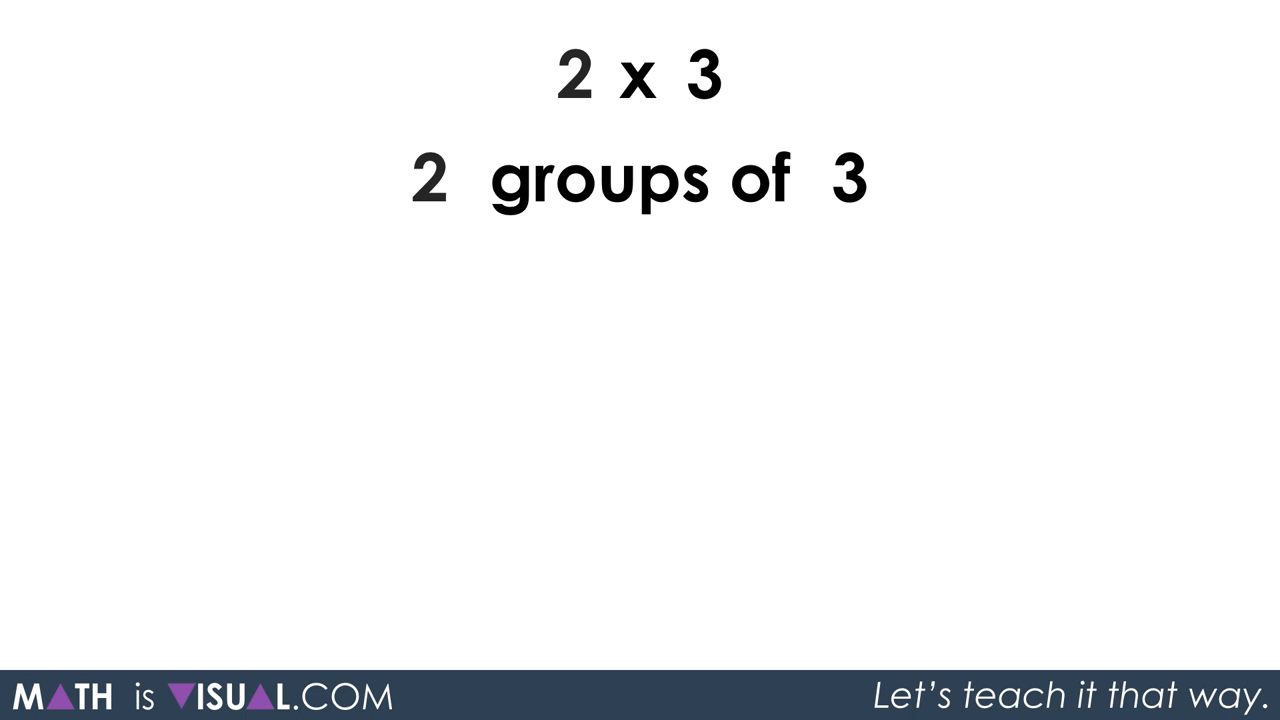 2 x 3
2 groups of 3
MATH is VISUAL.COM
Let's teach it that way.